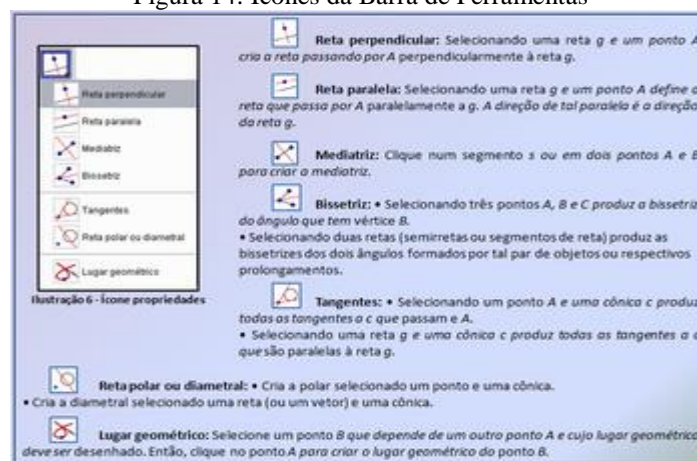 Figura 14: Ícones da Barra de Ferramentas
Reta perpendicular
Reta paralela
Mediatriz
Bissetriz
Tangentes
Reta polar ou diametral
Lugar geométrico
Ilustração 6 - Ícone propriedades
Reta perpendicular: Selecionando uma reta g e um ponto A
cria a reta passando por A perpendicularmente à reta g.
Reta paralela: Selecionando uma reta g e um ponto A define a
reta que passa por A paralelamente a g. A direção de tal paralela é a direção
da reta g.
Mediatriz: Clique num segmento s ou em dois pontos A e B
para criar a mediatriz.
Bissetriz: • Selecionando três pontos A, B e C produz a bissetriz
do ângulo que tem vértice B.
• Selecionando duas retas (semirretas ou segmentos de reta) produz as
bissetrizes dos dois ângulos formados por tal par de objetos ou respectivos
prolongamentos.
Tangentes: • Selecionando um ponto A e uma cônica c produz
todas as tangentes a c que passam e A.
• Selecionando uma reta g e uma cônica c produz todas as tangentes a c
que são paralelas à reta g.
Reta polar ou diametral: • Cria a polar selecionado um ponto e uma cônica.
• Cria a diametral selecionado uma reta (ou um vetor) e uma cônica.
Lugar geométrico: Selecione um ponto B que depende de um outro ponto A e cujo lugar geométrico
deve ser desenhado. Então, clique no ponto A para criar o lugar geométrico do ponto B.